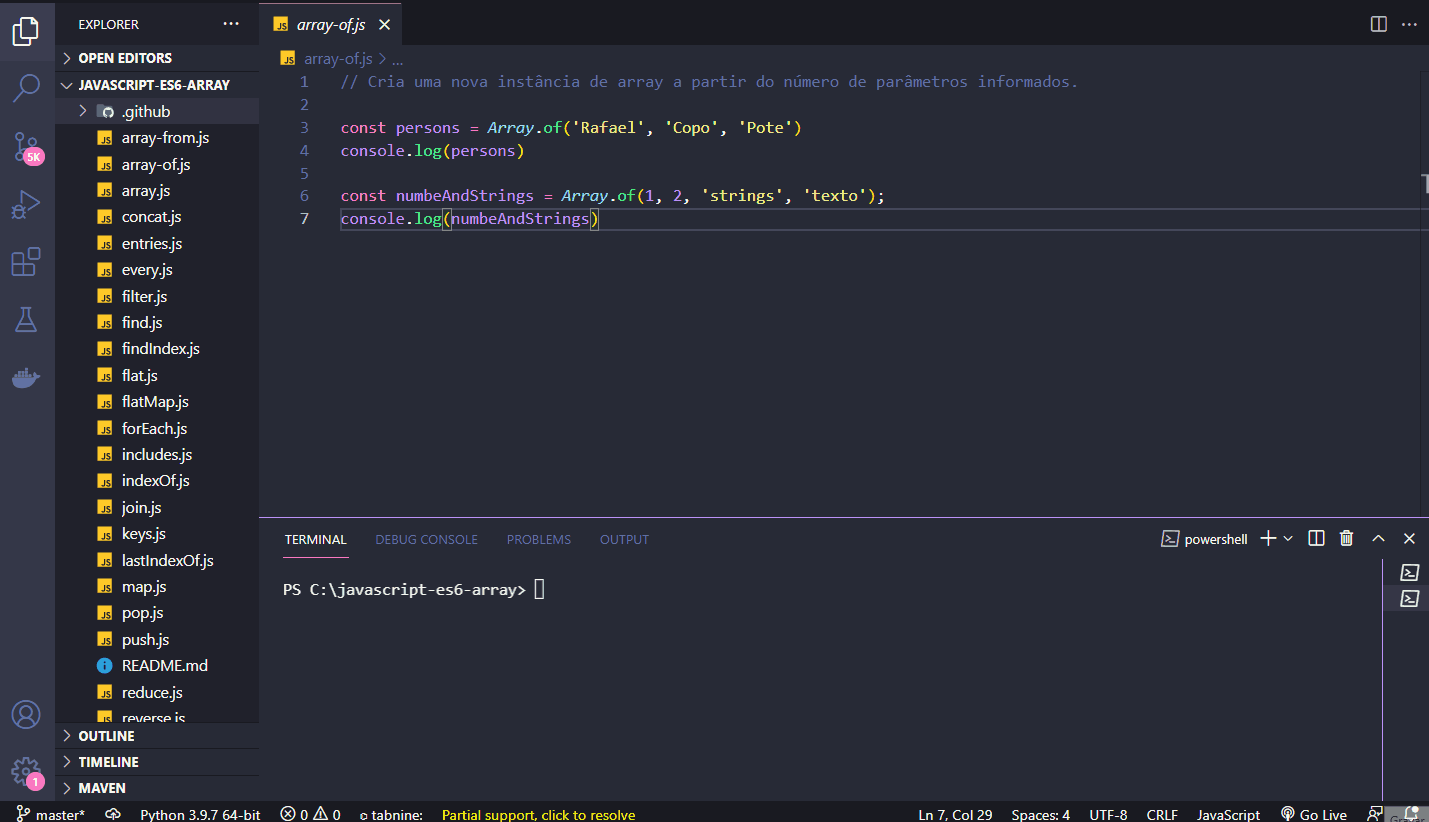 EXPLORER
array-of.js
OPEN EDITORS
JAVASCRIPT-ES6-ARRAY
.github
array-from.js
array-of.js
array.js
concat.js
entries.js
every.js
filter.js
find.js
findIndex.js
flat.js
flatMap.js
forEach.js
includes.js
indexOf.js
join.js
keys.js
lastIndexOf.js
map.js
pop.js
push.js
README.md
reduce.js
reverse.js
OUTLINE
TIMELINE
MAVEN
5K
1
array-of.js > ...
1 // Cria uma nova instância de array a partir do número de parâmetros informados.
2
3 const persons = Array.of('Rafael', 'Copo', 'Pote')
4 console.log(persons)
5
6 const numbeAndStrings = Array.of(1, 2, 'strings', 'texto');
7 console.log(numbeAndStrings)
TERMINAL DEBUG CONSOLE PROBLEMS OUTPUT powershell
PS C:\javascript-es6-array>
master* Python 3.9.7 64-bit 0 0 tabnine: Partial support, click to resolve Ln 7, Col 29 Spaces: 4 UTF-8 CRLF JavaScript Go Live